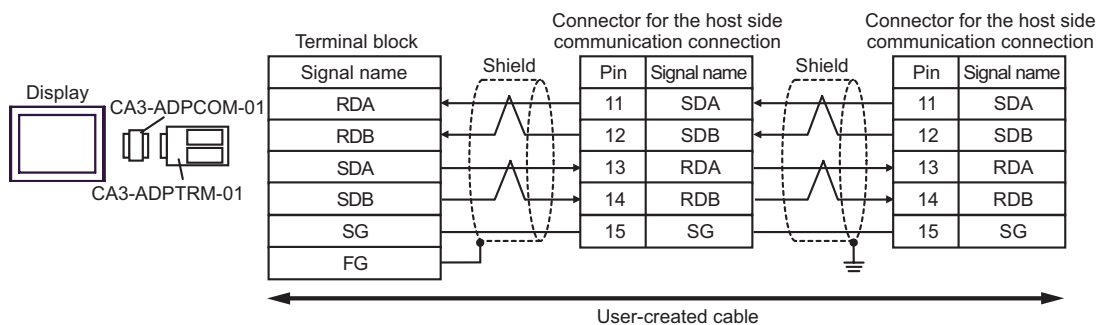 Display
CA3-ADPCOM-01
CA3-ADPTRM-01
Terminal block
Signal name
RDA
RDB
SDA
SDB
SG
FG
Shield
Connector for the host side
communication connection
Pin Signal name
11 SDA
12 SDB
13 RDA
14 RDB
15 SG
Shield
Connector for the host side
communication connection
Pin Signal name
11 SDA
12 SDB
13 RDA
14 RDB
15 SG
User-created cable